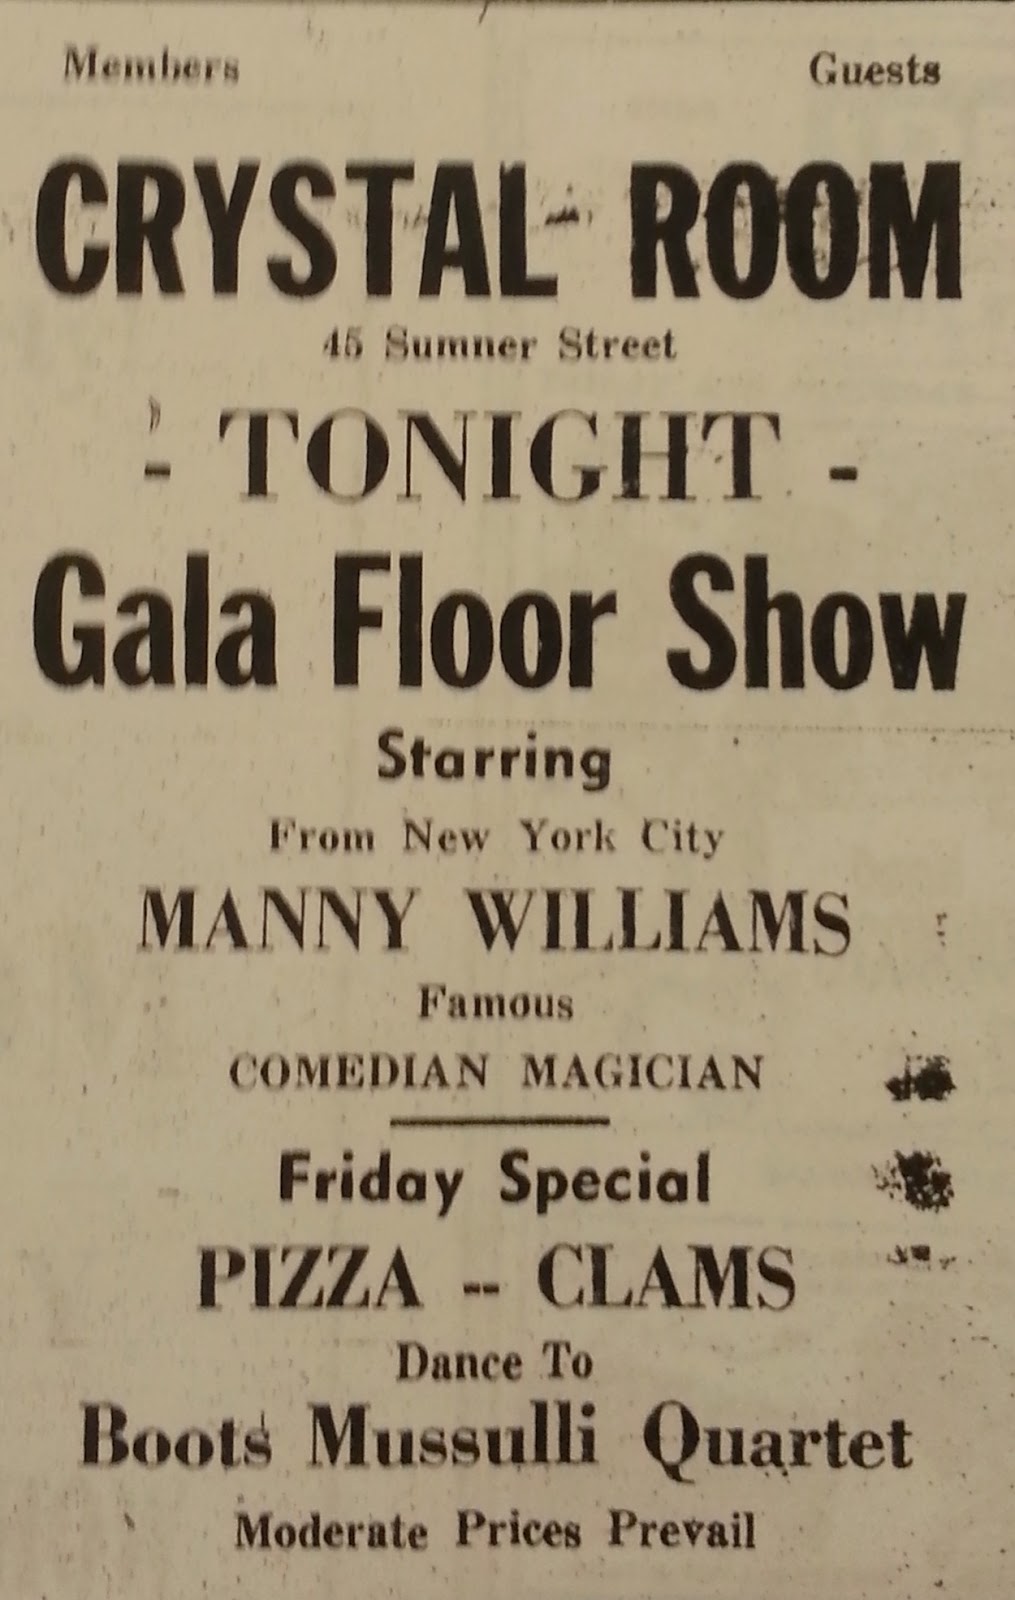 Members Guests
CRYSTAL ROOM
45 Sumner Street
- TONIGHT -
Gala Floor Show
Starring
From New York City
MANNY WILLIAMS
Famous
COMEDIAN MAGICIAN
Friday Special
PIZZA -- CLAMS
Dance To
Boots Mussulli Quartet
Moderate Prices Prevail